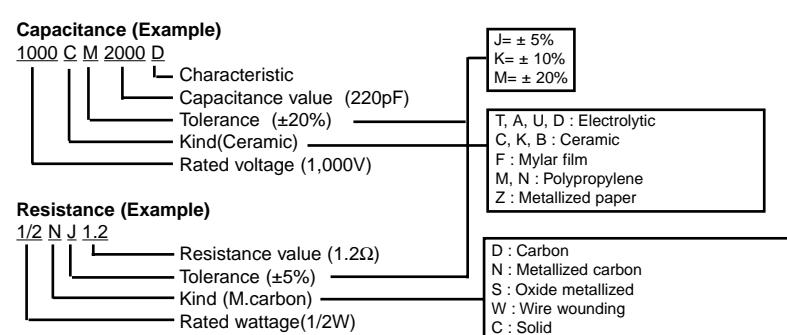 Capacitance (Example)
1000 C M 2000 D
Characteristic
Capacitance value (220pF)
Tolerance (±20%)
Kind(Ceramic)
Rated voltage (1,000V)
J= ± 5%
K= ± 10%
M= ± 20%
T, A, U, D : Electrolytic
C, K, B : Ceramic
F : Mylar film
M, N : Polypropylene
Z : Metallized paper
Resistance (Example)
1/2 N J 1.2
Resistance value (1.2Ω)
Tolerance (±5%)
Kind (M.carbon)
Rated wattage(1/2W)
D : Carbon
N : Metallized carbon
S : Oxide metallized
W : Wire wounding
C : Solid